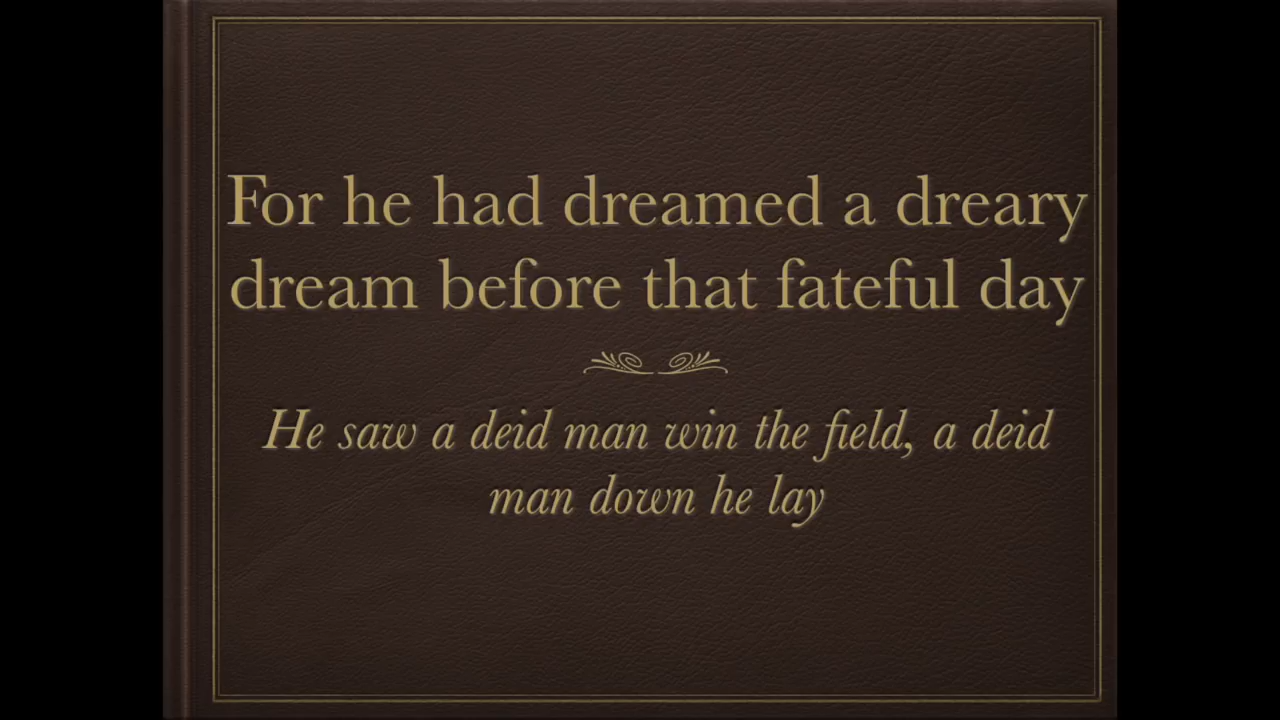 For he had dreamed a dreary
dream before that fateful day
He saw a deid man win the field, a deid
man down he lay